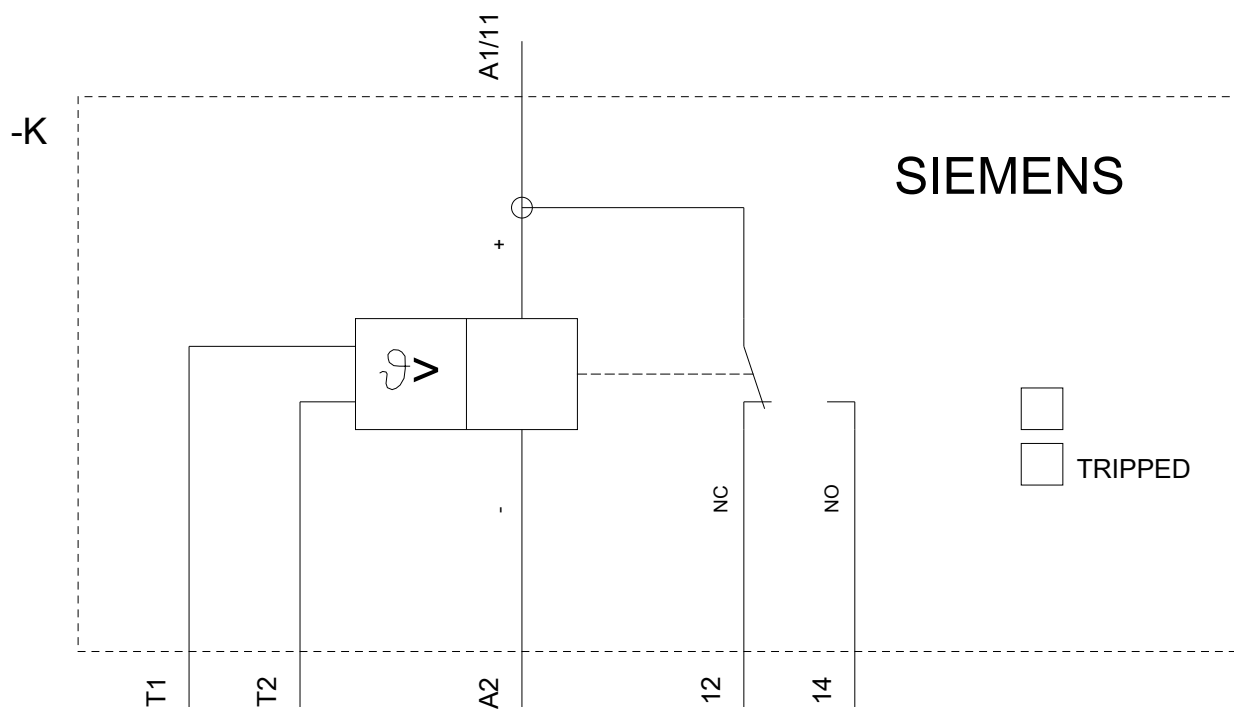 A1/11
-K
SIEMENS
+
ϑ>
TRIPPED
-
NC
NO
T1
T2
A2
12
14